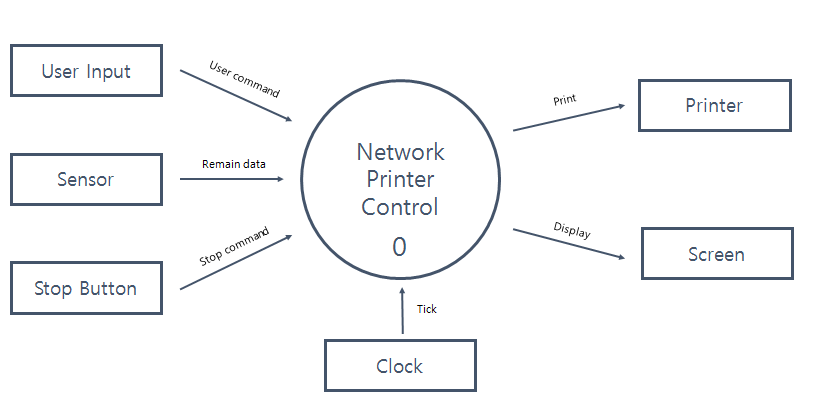 User Input
User command
Sensor
Remain data
Stop Button
Stop command
Network
Printer
Control
0
Tick
Clock
Print
Printer
Display
Screen